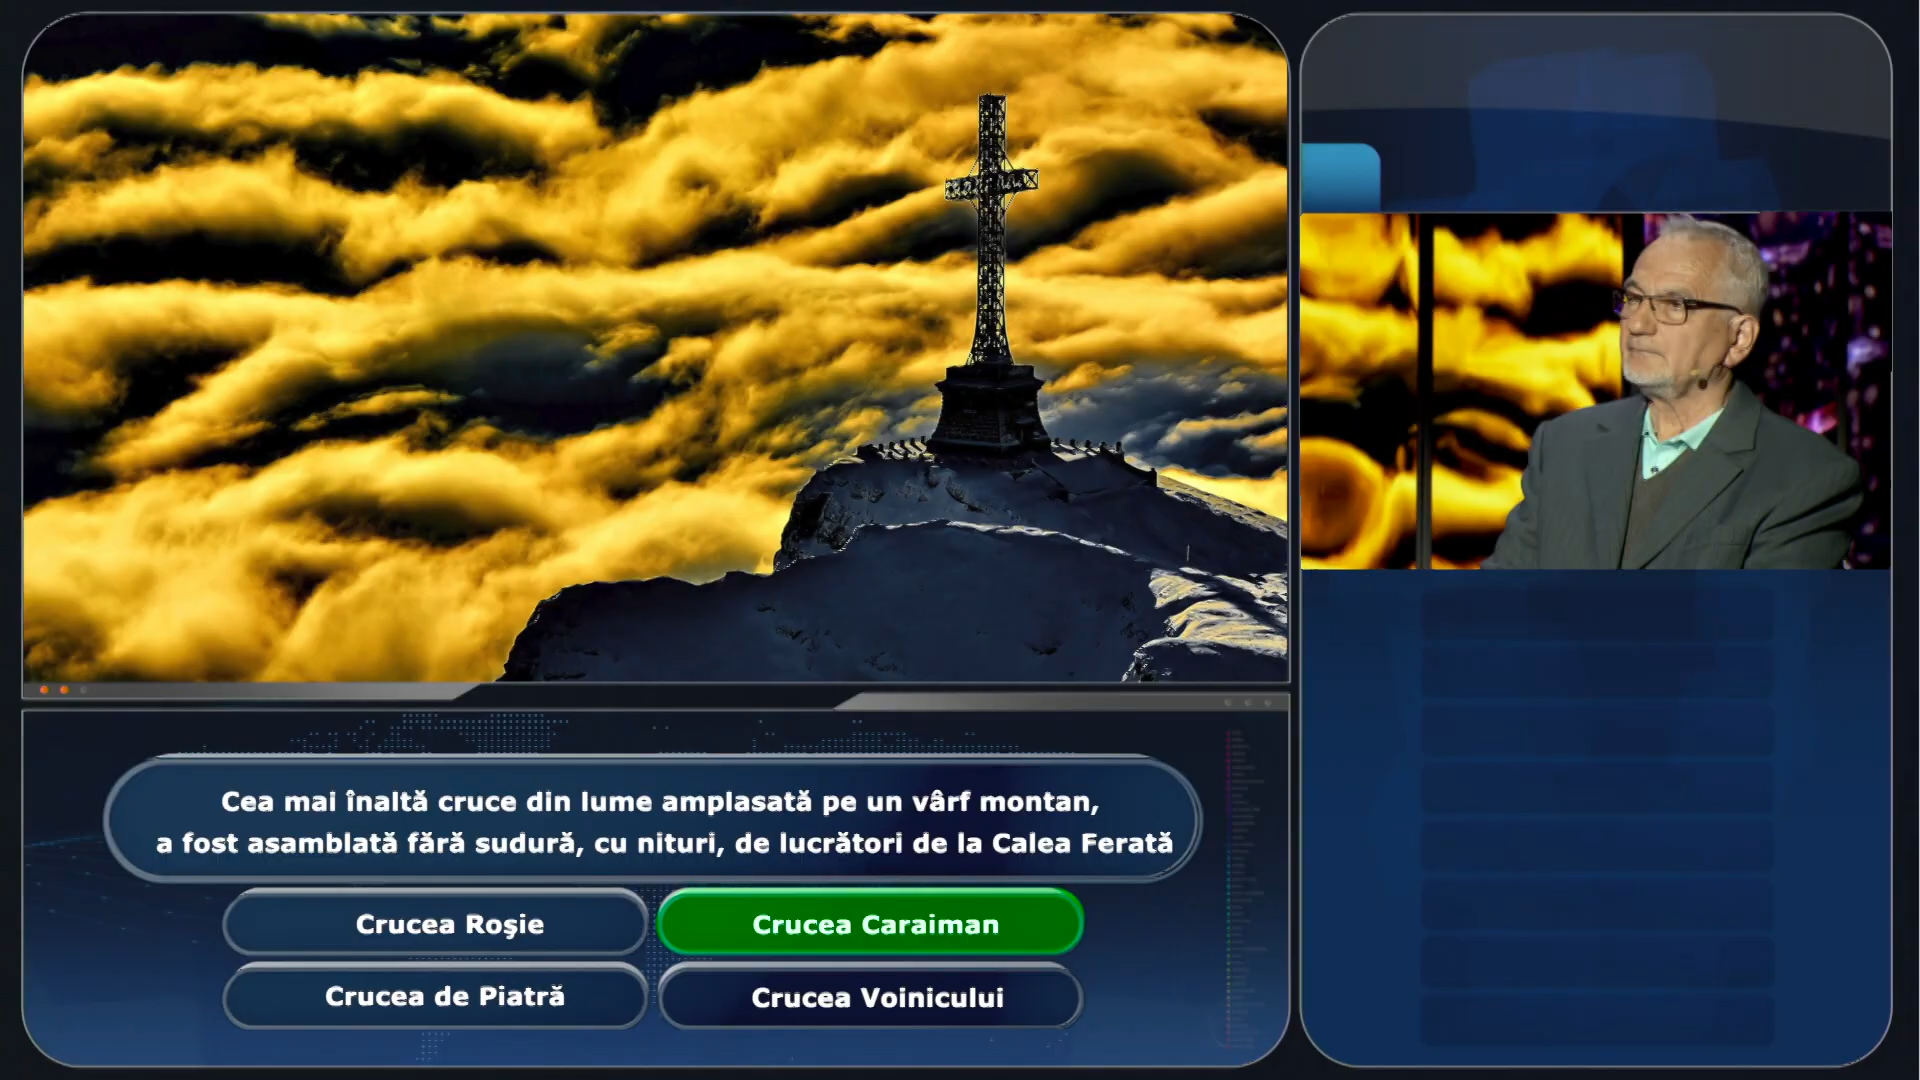 Cea mai înaltă cruce din lume amplasată pe un vârf montan,
a fost asamblată fără sudură, cu nituri, de lucrători de la Calea Ferată
Crucea Roşie
Crucea Caraiman
Crucea de Piatră
Crucea Voinicului